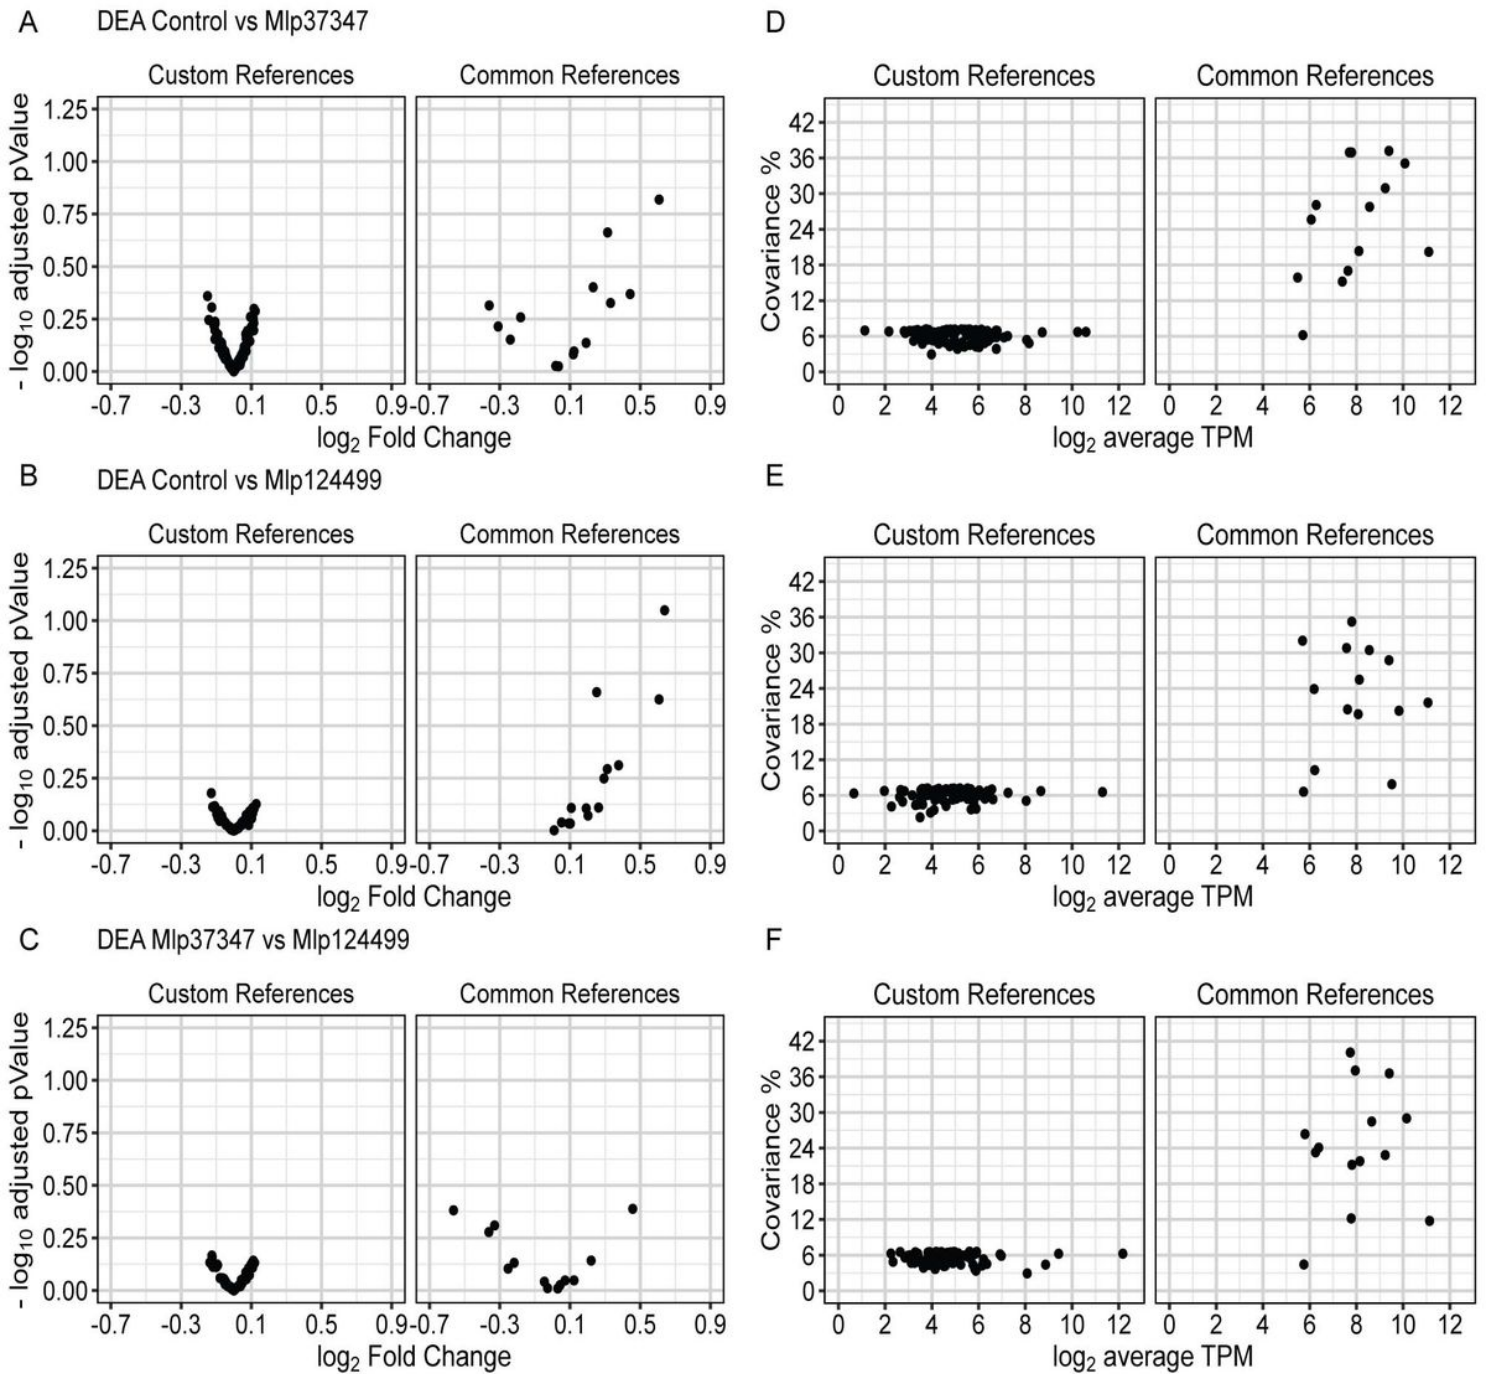 A DEA Control vs Mlp37347
Custom References Common References
- log10 adjusted pValue
1.25
1.00
0.75
0.50
0.25
0.00
-0.7 -0.3 0.1 0.5 0.9 -0.7 -0.3 0.1 0.5 0.9
log2 Fold Change
D
Custom References Common References
Covariance %
42
36
30
24
18
12
6
0
0 2 4 6 8 10 12 0 2 4 6 8 10 12
log2 average TPM
B DEA Control vs Mlp124499
Custom References Common References
- log10 adjusted pValue
1.25
1.00
0.75
0.50
0.25
0.00
-0.7 -0.3 0.1 0.5 0.9 -0.7 -0.3 0.1 0.5 0.9
log2 Fold Change
E
Custom References Common References
Covariance %
42
36
30
24
18
12
6
0
0 2 4 6 8 10 12 0 2 4 6 8 10 12
log2 average TPM
C DEA Mlp37347 vs Mlp124499
Custom References Common References
- log10 adjusted pValue
1.25
1.00
0.75
0.50
0.25
0.00
-0.7 -0.3 0.1 0.5 0.9 -0.7 -0.3 0.1 0.5 0.9
log2 Fold Change
F
Custom References Common References
Covariance %
42
36
30
24
18
12
6
0
0 2 4 6 8 10 12 0 2 4 6 8 10 12
log2 average TPM